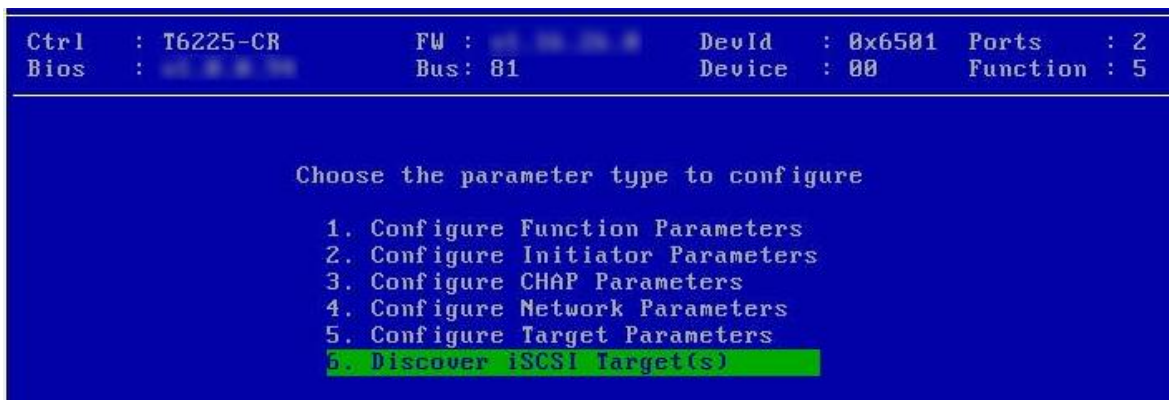 Ctrl : T6225-CR FW : DevId : 0x6501 Ports : 2
Bios : Bus: 81 Device : 00 Function : 5
Choose the parameter type to configure
1. Configure Function Parameters
2. Configure Initiator Parameters
3. Configure CHAP Parameters
4. Configure Network Parameters
5. Configure Target Parameters
6. Discover iSCSI Target(s)